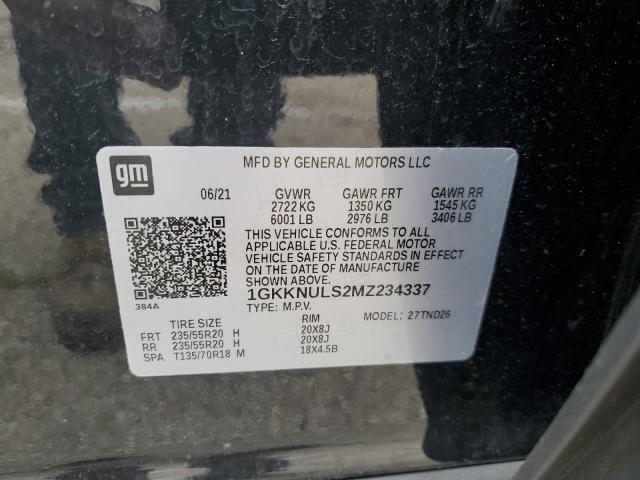 gm
MFD BY GENERAL MOTORS LLC
06/21 GVWR GAWR FRT GAWR RR
2722 KG 1350 KG 1545 KG
6001 LB 2976 LB 3406 LB
THIS VEHICLE CONFORMS TO ALL
APPLICABLE U.S. FEDERAL MOTOR
VEHICLE SAFETY STANDARDS IN EFFECT
ON THE DATE OF MANUFACTURE
SHOWN ABOVE.
384A
1GKKNULS2MZ234337
TYPE: M.P.V. MODEL: 27TND26
TIRE SIZE RIM
FRT 235/55R20 H 20X8J
RR 235/55R20 H 20X8J
SPA T135/70R18 M 18X4.5B